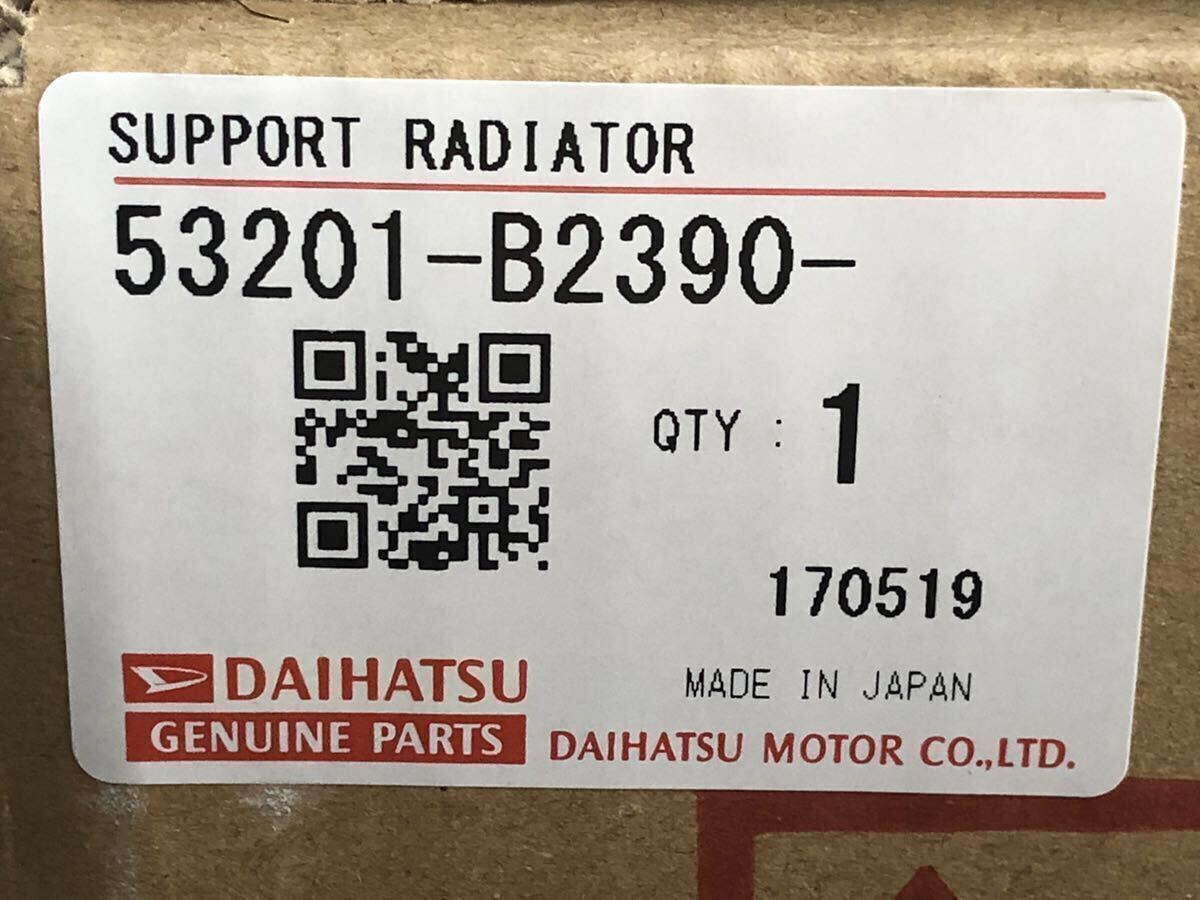 SUPPORT RADIATOR
53201-B2390-
QTY : 1
170519
DAIHATSU
MADE IN JAPAN
GENUINE PARTS
DAIHATSU MOTOR CO.,LTD.